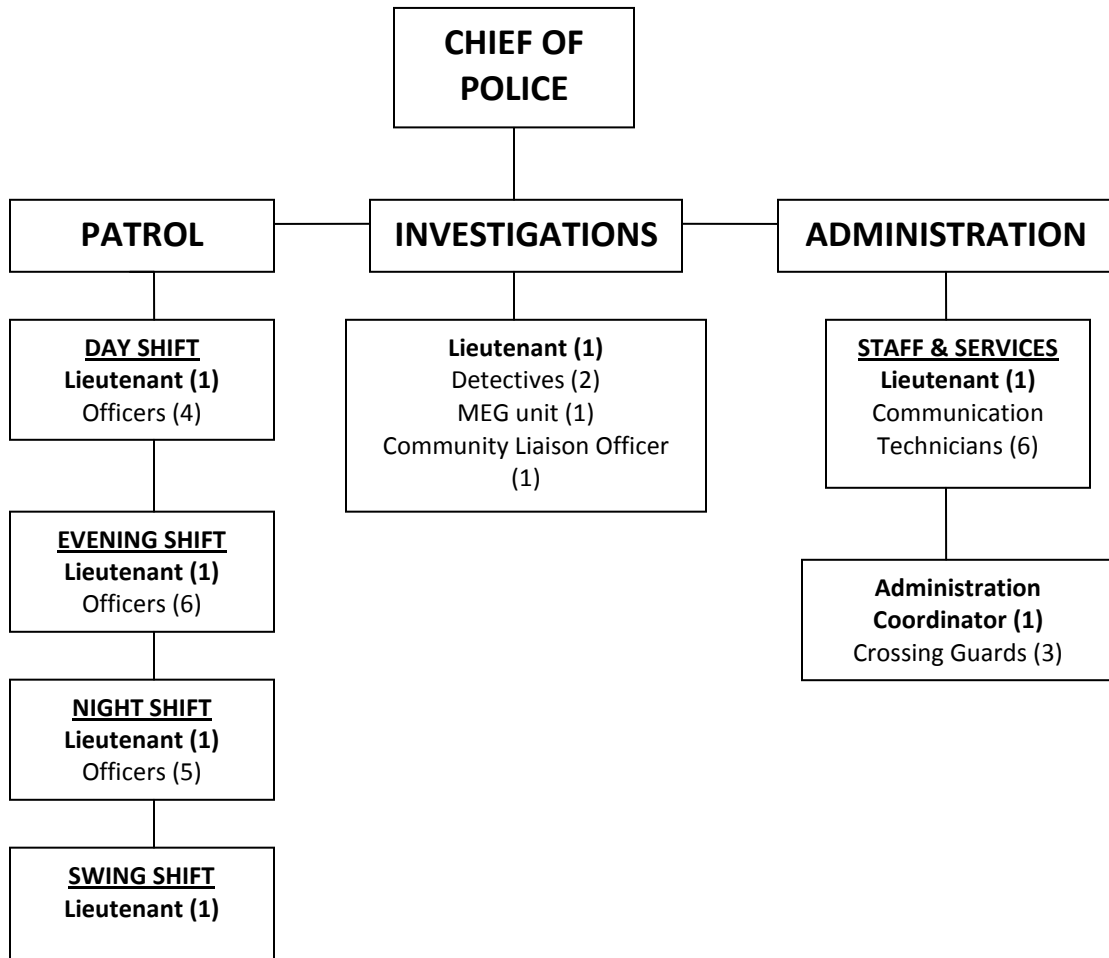 CHIEF OF
POLICE
PATROL
INVESTIGATIONS
ADMINISTRATION
DAY SHIFT
Lieutenant (1)
Officers (4)
EVENING SHIFT
Lieutenant (1)
Officers (6)
NIGHT SHIFT
Lieutenant (1)
Officers (5)
SWING SHIFT
Lieutenant (1)
Lieutenant (1)
Detectives (2)
MEG unit (1)
Community Liaison Officer
(1)
STAFF & SERVICES
Lieutenant (1)
Communication
Technicians (6)
Administration
Coordinator (1)
Crossing Guards (3)